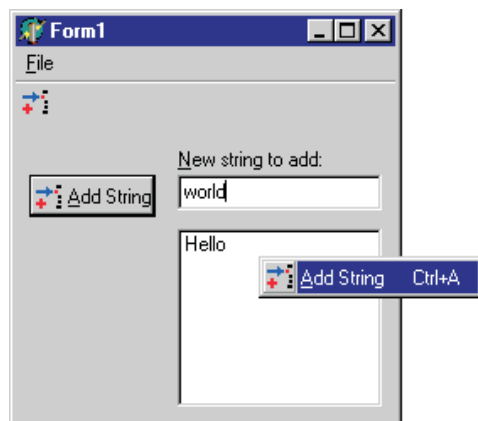 Form1
File
New string to add:
Add String
world
Hello
Add String Ctrl+A